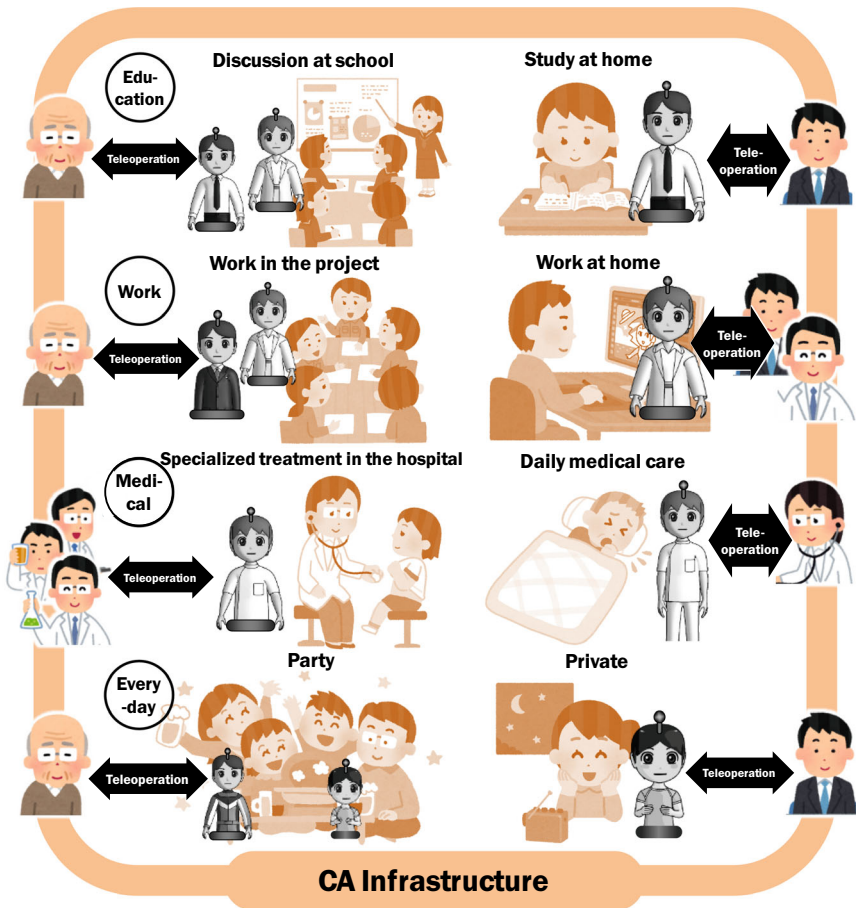 Discussion at school
Study at home
Edu-
cation
Teleoperation
Tele-
operation
Work in the project
Work at home
Work
Teleoperation
Tele-
operation
Specialized treatment in the hospital
Daily medical care
Medi-
cal
Teleoperation
Tele-
operation
Party
Private
Every
-day
Teleoperation
Teleoperation
CA Infrastructure